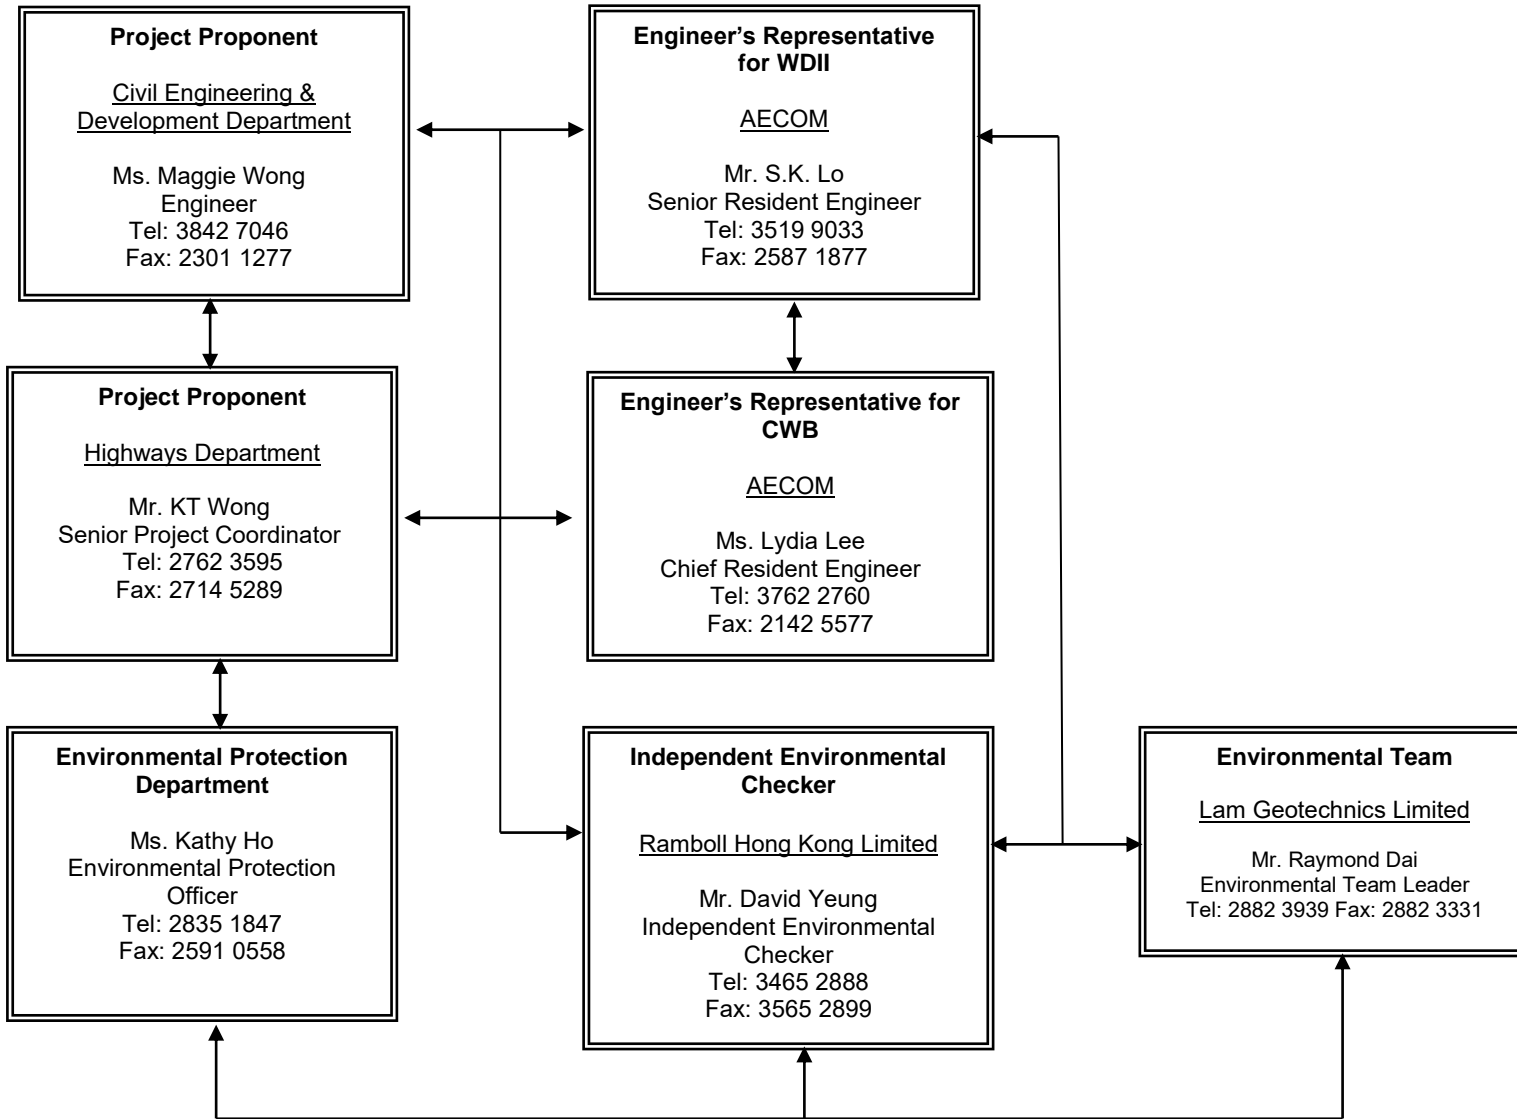 Project Proponent
Civil Engineering &
Development Department
Ms. Maggie Wong
Engineer
Tel: 3842 7046
Fax: 2301 1277
Engineer’s Representative
for WDII
AECOM
Mr. S.K. Lo
Senior Resident Engineer
Tel: 3519 9033
Fax: 2587 1877
Project Proponent
Highways Department
Mr. KT Wong
Senior Project Coordinator
Tel: 2762 3595
Fax: 2714 5289
Engineer’s Representative for
CWB
AECOM
Ms. Lydia Lee
Chief Resident Engineer
Tel: 3762 2760
Fax: 2142 5577
Environmental Protection
Department
Ms. Kathy Ho
Environmental Protection
Officer
Tel: 2835 1847
Fax: 2591 0558
Independent Environmental
Checker
Ramboll Hong Kong Limited
Mr. David Yeung
Independent Environmental
Checker
Tel: 3465 2888
Fax: 3565 2899
Environmental Team
Lam Geotechnics Limited
Mr. Raymond Dai
Environmental Team Leader
Tel: 2882 3939 Fax: 2882 3331